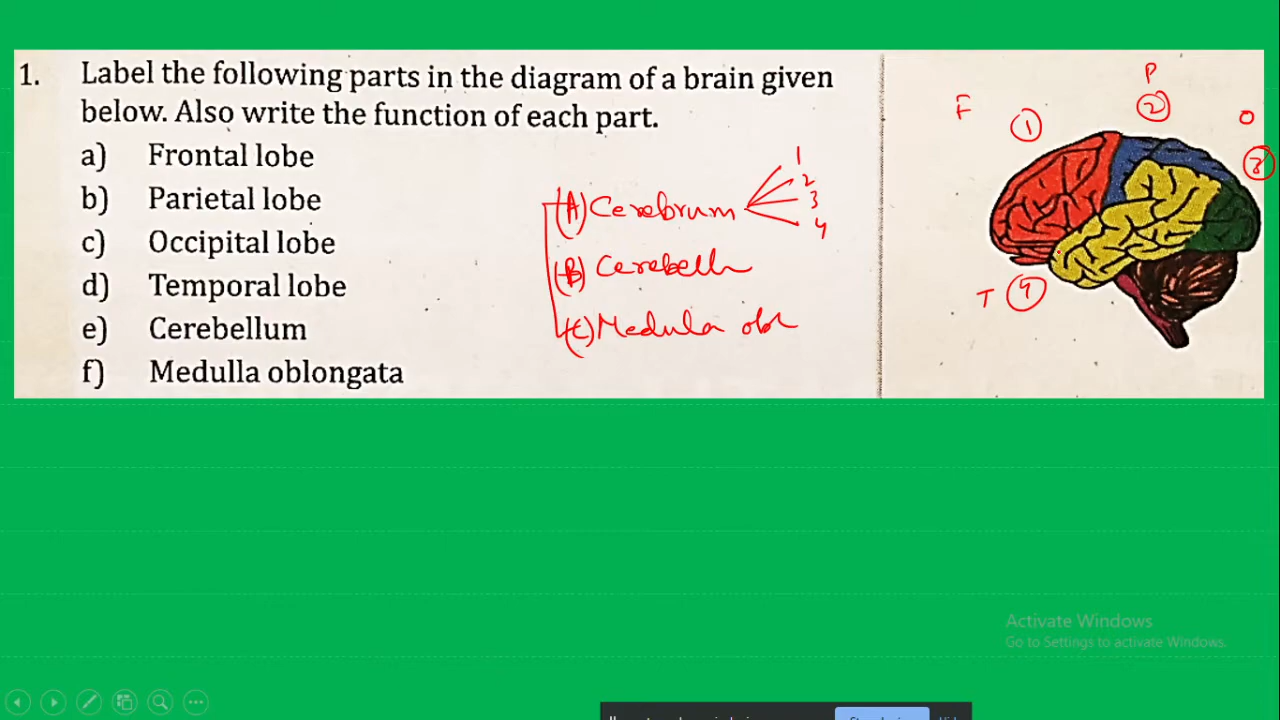 1. Label the following parts in the diagram of a brain given
below. Also write the function of each part.
a) Frontal lobe
b) Parietal lobe
c) Occipital lobe
d) Temporal lobe
e) Cerebellum
f) Medulla oblongata
(A) Cerebrum
1
2
3
4
(B) Cerebell
(C) Medula obl
F
1
P
2
O
3
T 4
Activate Windows
Go to Settings to activate Windows.